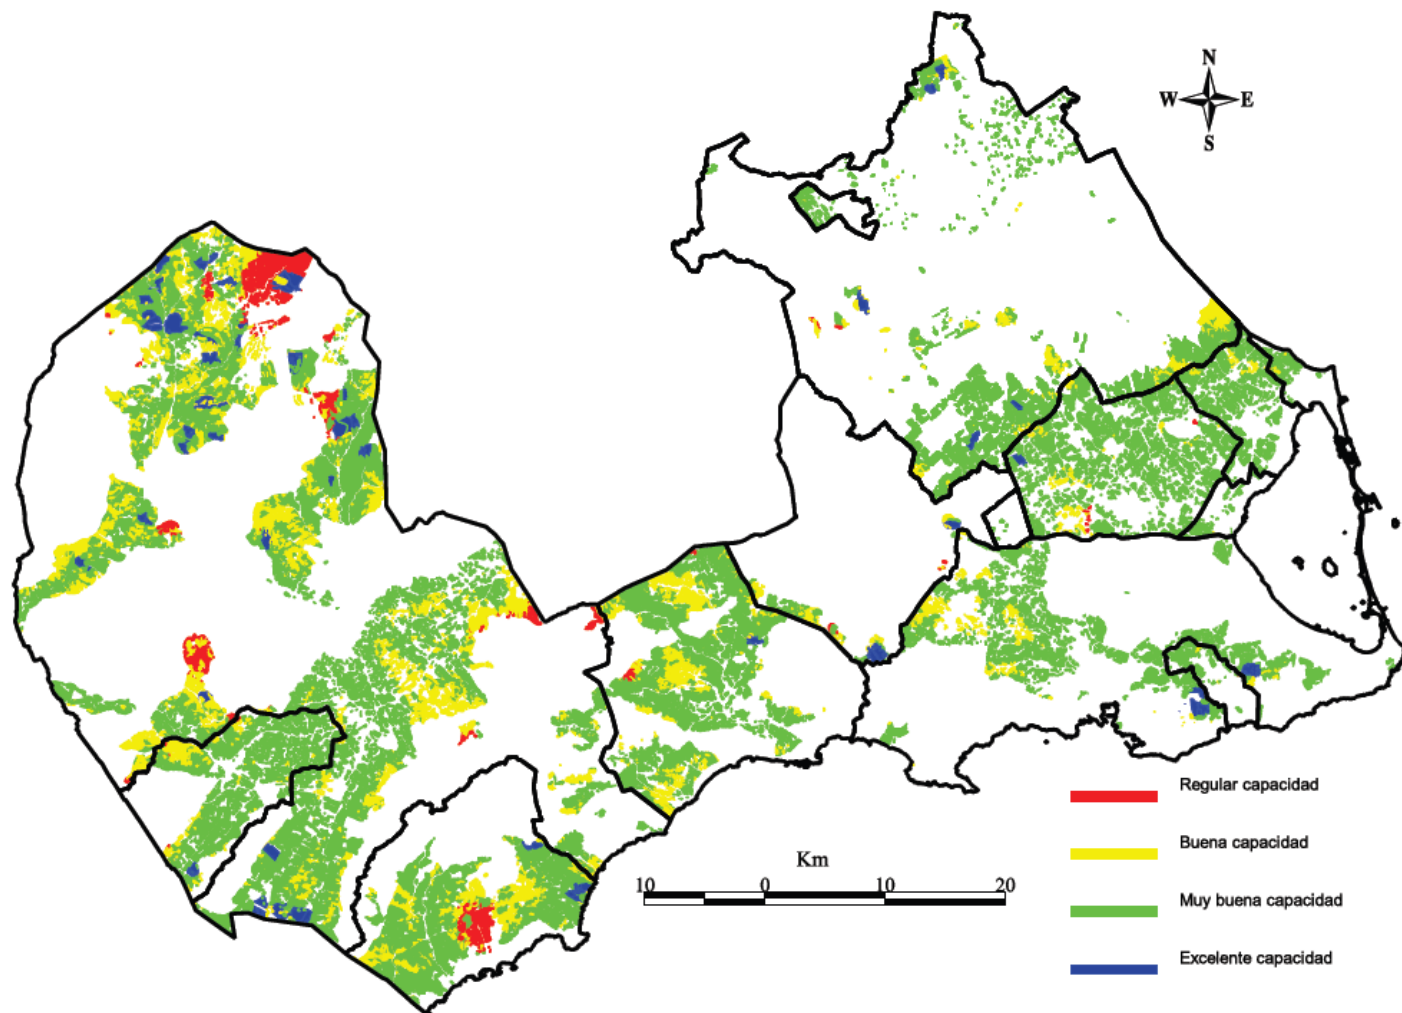 N
W E
S
Regular capacidad
Buena capacidad
Km
10 0 10 20
Muy buena capacidad
Excelente capacidad